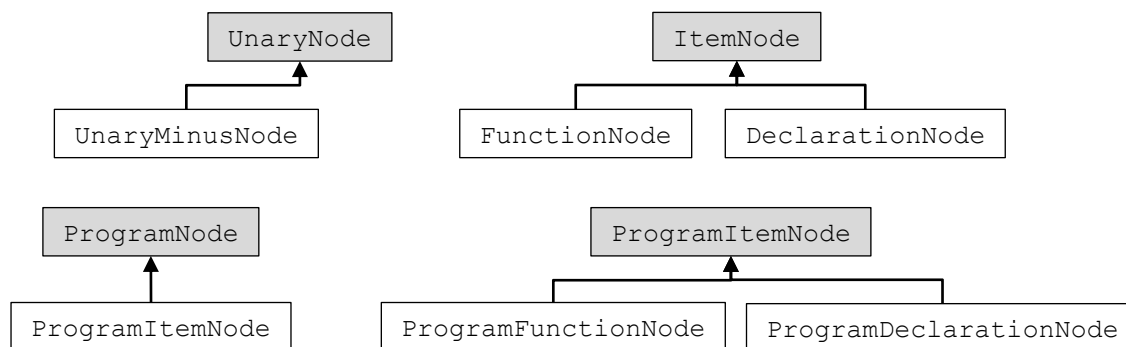 UnaryNode
ItemNode
UnaryMinusNode
FunctionNode
DeclarationNode
ProgramNode
ProgramItemNode
ProgramItemNode
ProgramFunctionNode
ProgramDeclarationNode